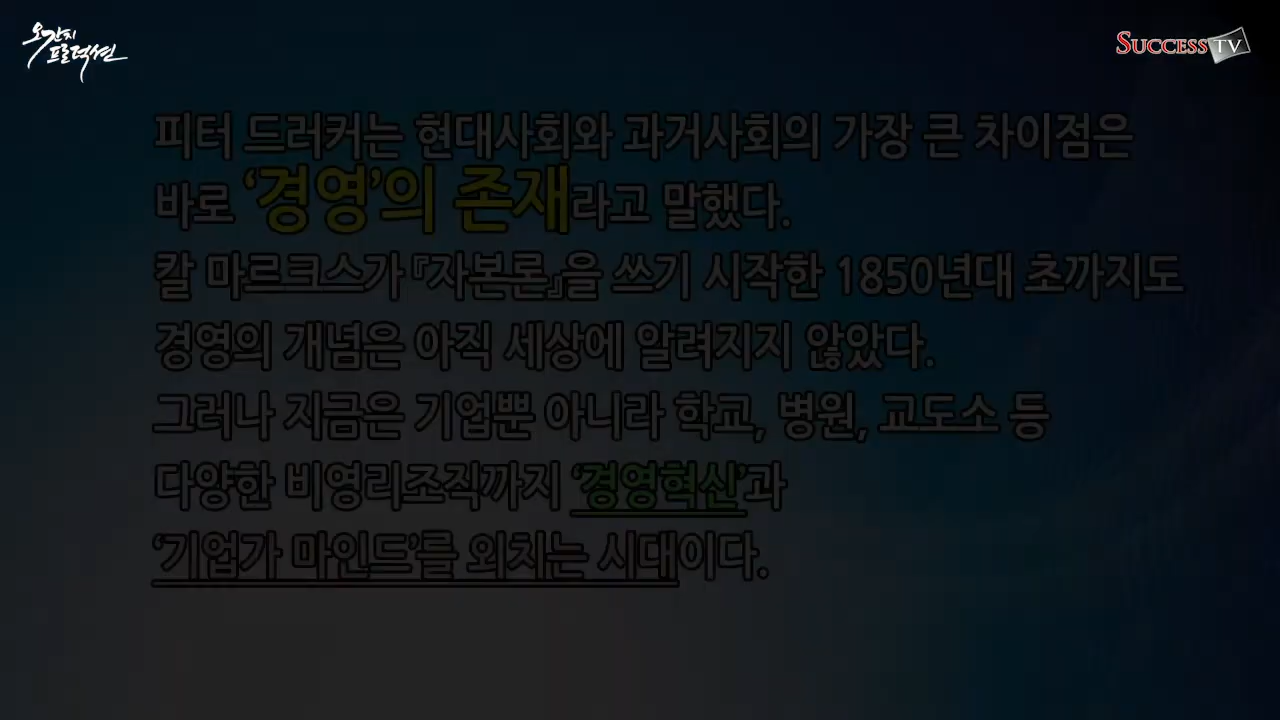 오간지
프로덕션
SUCCESS TV
피터 드러커는 현대사회와 과거사회의 가장 큰 차이점은
바로 ‘경영’의 존재라고 말했다.
칼 마르크스가 『자본론』을 쓰기 시작한 1850년대 초까지도
경영의 개념은 아직 세상에 알려지지 않았다.
그러나 지금은 기업뿐 아니라 학교, 병원, 교도소 등
다양한 비영리조직까지 ‘경영혁신’과
‘기업가 마인드’를 외치는 시대이다.